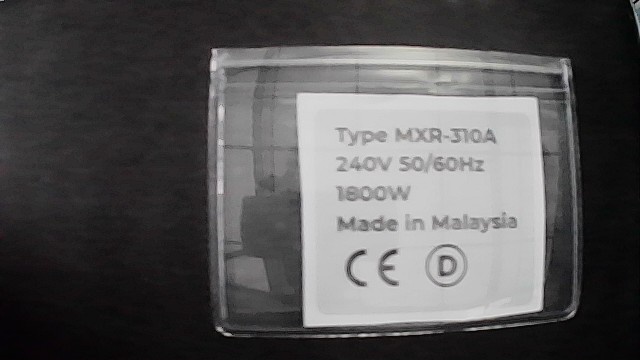 Type MXR-310A
240V 50/60Hz
1800W
Made in Malaysia
CE D